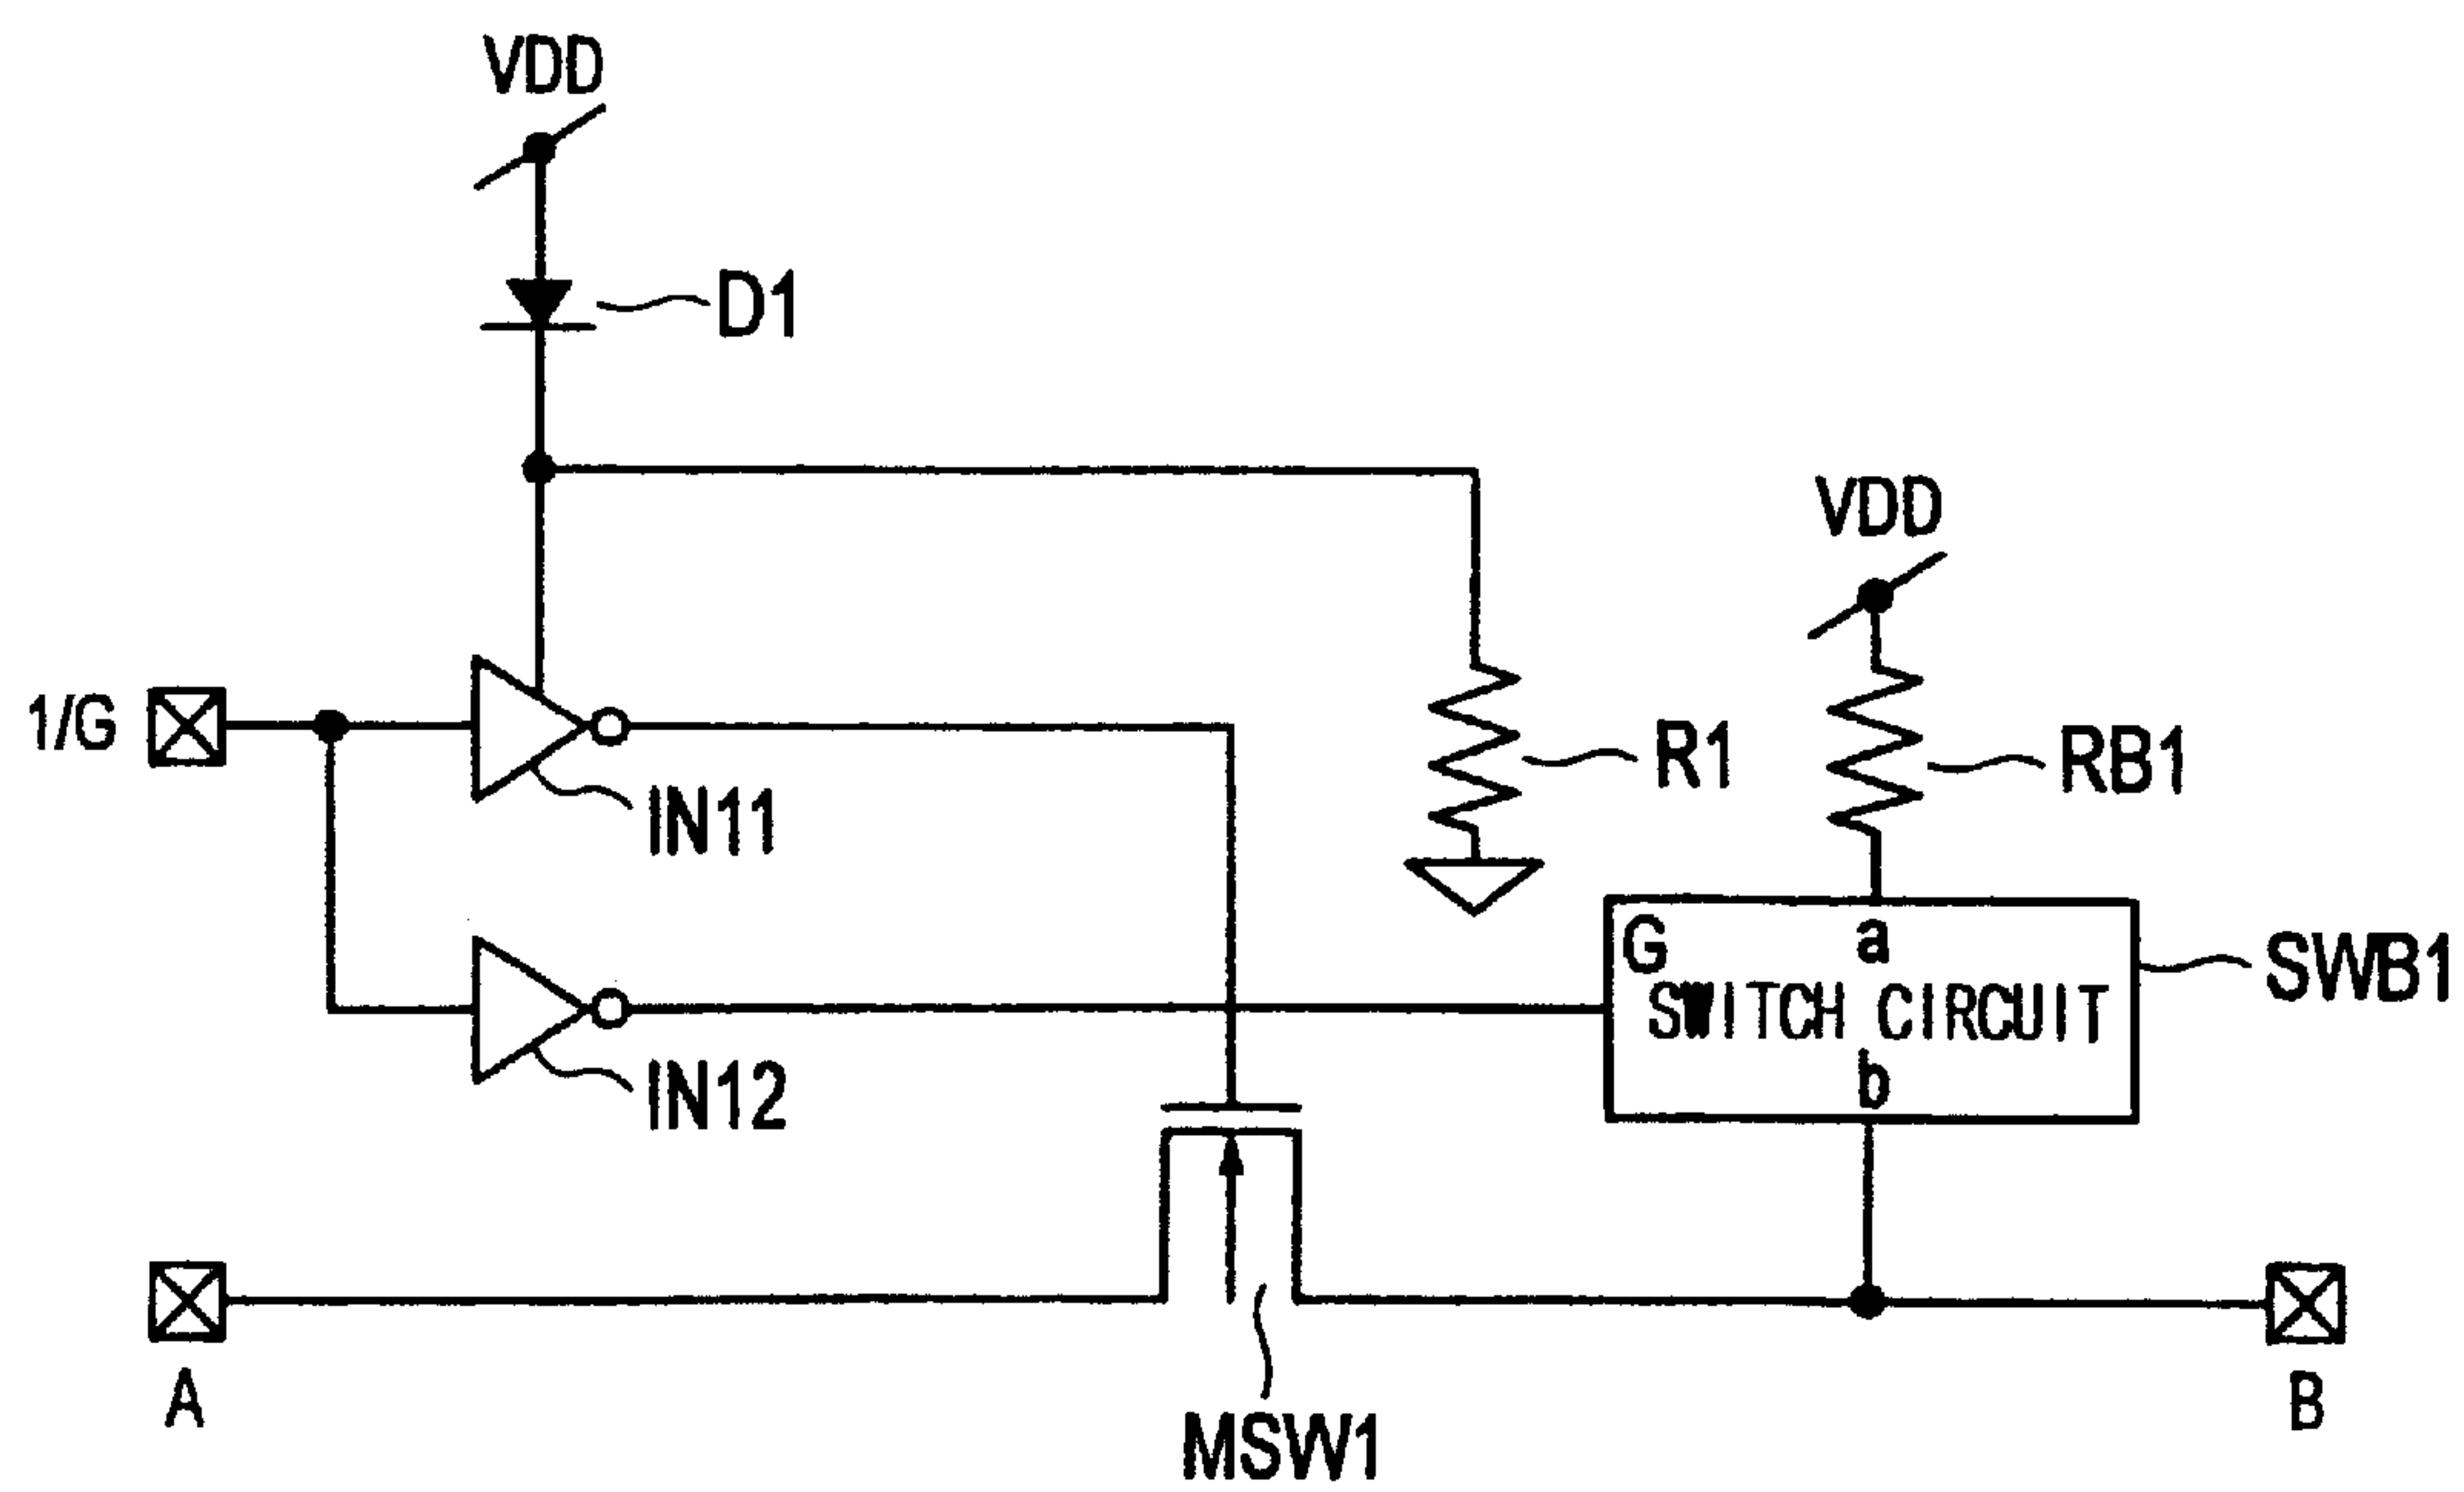 VDD
D1
VDD
1/G
R1
RB1
IN11
G
a
SWITCH CIRCUIT
b
SWB1
IN12
A
B
MSW1